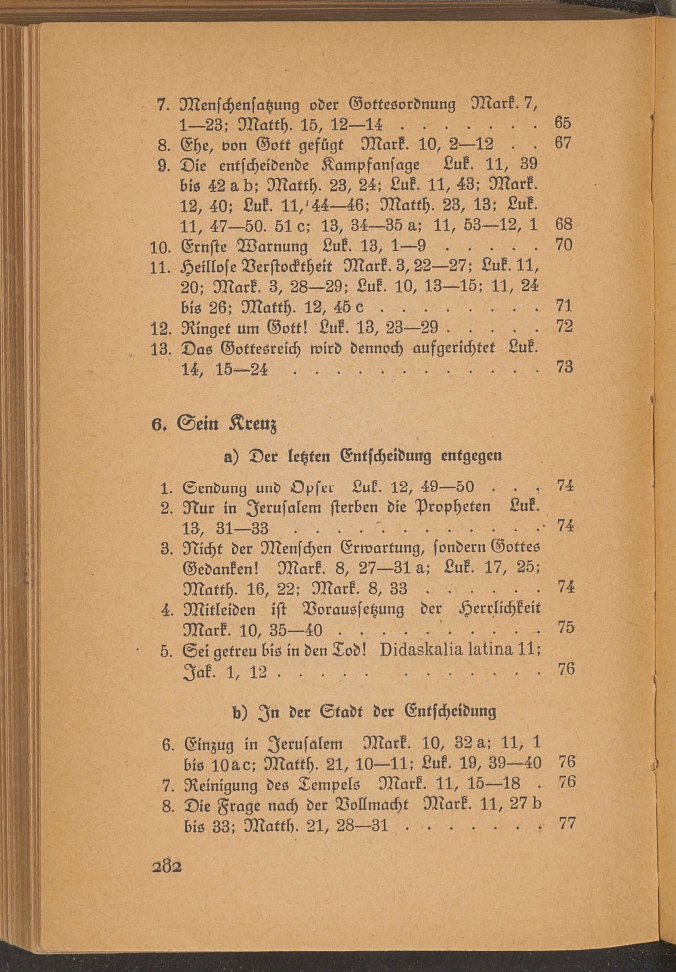 7. Menschensatzung oder Gottesordnung Mark. 7,
1—23; Matth. 15, 12—14 . . . . . . . 65
8. Ehe, von Gott gefügt Mark. 10, 2—12 . . 67
9. Die entscheidende Kampfansage Luk. 11, 39
bis 42 a b; Matth. 23, 24; Luk. 11, 43; Mark.
12, 40; Luk. 11, 44—46; Matth. 23, 13; Luk.
11, 47—50. 51 c; 13, 34—35 a; 11, 53—12, 1 68
10. Ernste Warnung Luk. 13, 1—9 . . . . . 70
11. Heillose Verstocktheit Mark. 3, 22—27; Luk. 11,
20; Mark. 3, 28—29; Luk. 10, 13—15; 11, 24
bis 26; Matth. 12, 45 c . . . . . . . . 71
12. Ringet um Gott! Luk. 13, 23—29 . . . . . 72
13. Das Gottesreich wird dennoch aufgerichtet Luk.
14, 15—24 . . . . . . . . . . . . 73
6. Sein Kreuz
a) Der letzten Entscheidung entgegen
1. Sendung und Opfer Luk. 12, 49—50 . . . 74
2. Nur in Jerusalem sterben die Propheten Luk.
13, 31—33 . . . . . . . . . . . . 74
3. Nicht der Menschen Erwartung, sondern Gottes
Gedanken! Mark. 8, 27—31 a; Luk. 17, 25;
Matth. 16, 22; Mark. 8, 33 . . . . . . 74
4. Mitleiden ist Voraussetzung der Herrlichkeit
Mark. 10, 35—40 . . . . . . . . . . 75
5. Sei getreu bis in den Tod! Didaskalia latina 11;
Jak. 1, 12 . . . . . . . . . . . . . 76
b) In der Stadt der Entscheidung
6. Einzug in Jerusalem Mark. 10, 32 a; 11, 1
bis 10 a c; Matth. 21, 10—11; Luk. 19, 39—40 76
7. Reinigung des Tempels Mark. 11, 15—18 . 76
8. Die Frage nach der Vollmacht Mark. 11, 27 b
bis 33; Matth. 21, 28—31 . . . . . . . 77
282